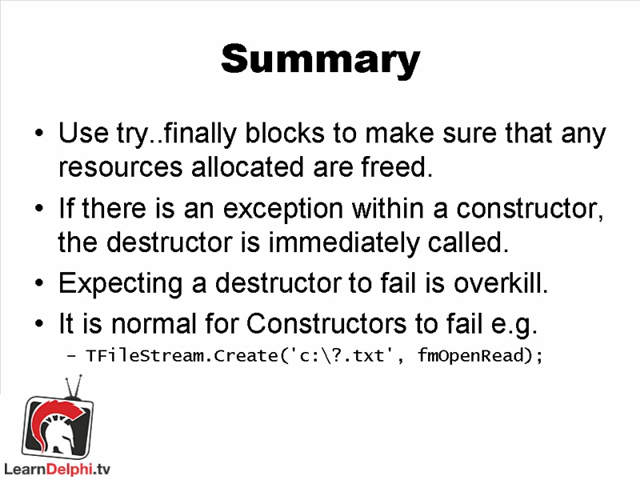 Summary
• Use try..finally blocks to make sure that any
resources allocated are freed.
• If there is an exception within a constructor,
the destructor is immediately called.
• Expecting a destructor to fail is overkill.
• It is normal for Constructors to fail e.g.
– TFileStream.Create('c:\?.txt', fmOpenRead);
LearnDelphi.tv